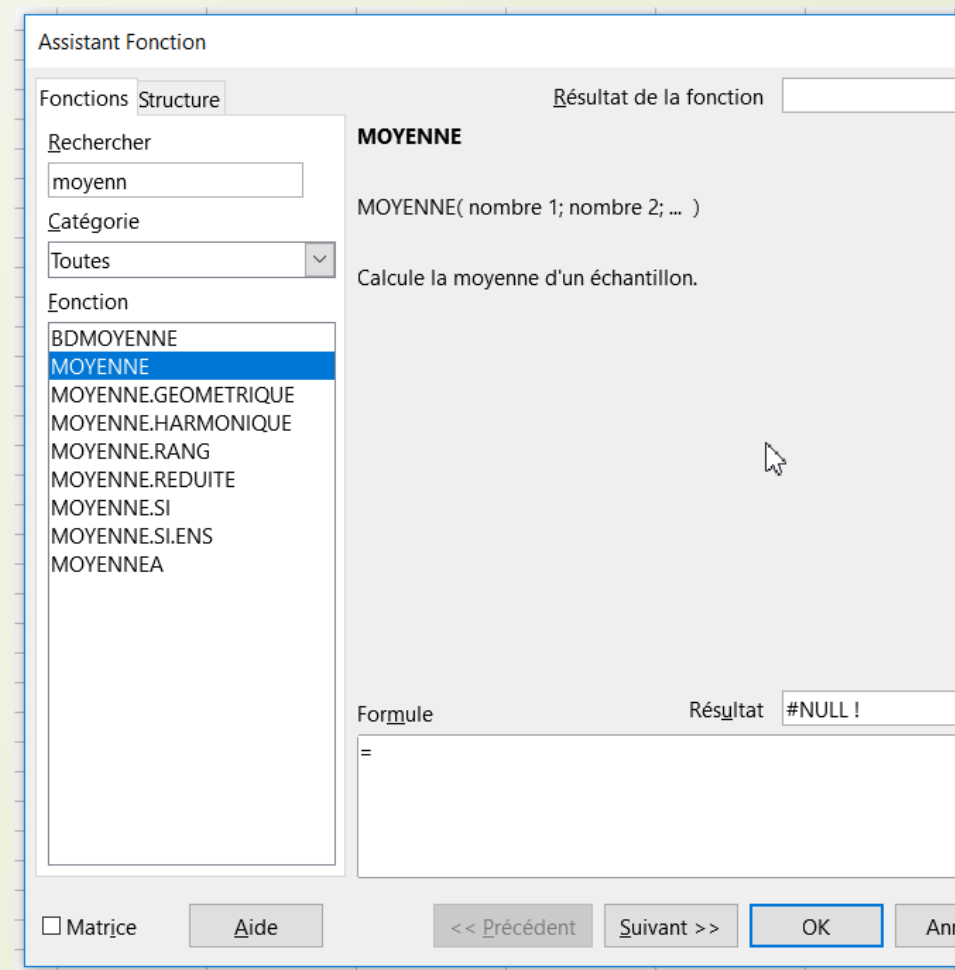 Assistant Fonction
Fonctions Structure
Résultat de la fonction
Rechercher
MOYENNE
moyenn
MOYENNE( nombre 1; nombre 2; ... )
Catégorie
Toutes
Calcule la moyenne d'un échantillon.
Fonction
BDMOYENNE
MOYENNE
MOYENNE.GEOMETRIQUE
MOYENNE.HARMONIQUE
MOYENNE.RANG
MOYENNE.REDUITE
MOYENNE.SI
MOYENNE.SI.ENS
MOYENNEA
Formule
Résultat
#NULL !
=
Matrice
Aide
<< Précédent
Suivant >>
OK